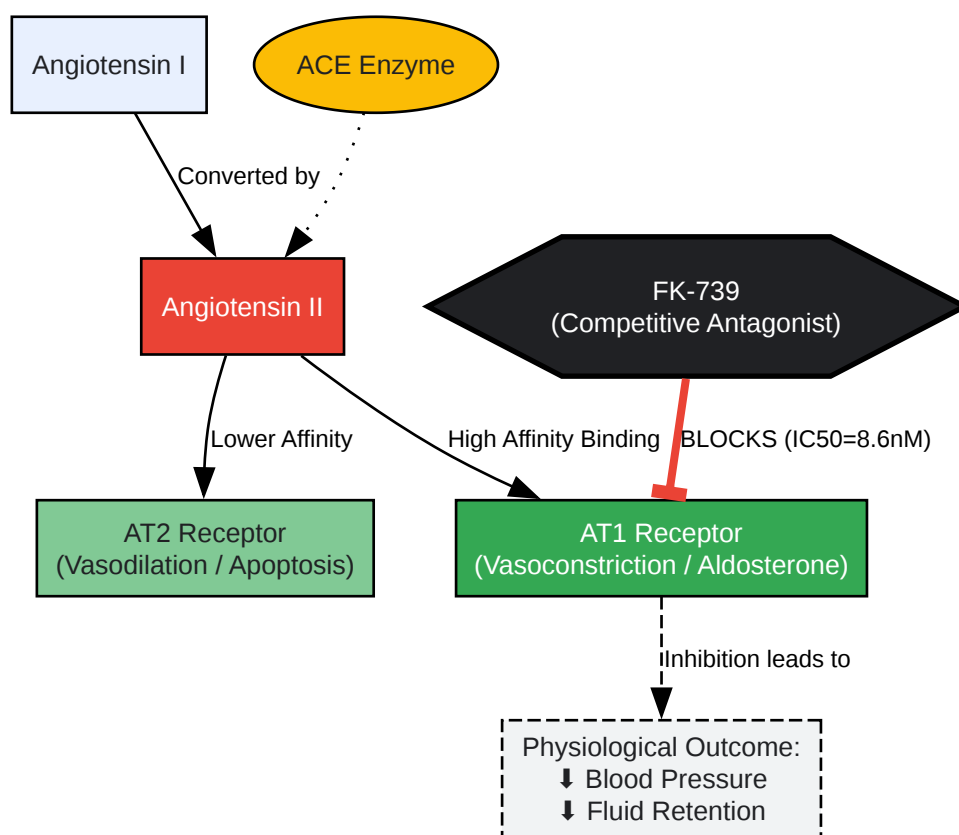 Angiotensin I
ACE Enzyme
Converted by
Angiotensin II
FK-739
(Competitive Antagonist)
Lower Affinity
High Affinity Binding
BLOCKS (IC50=8.6nM)
AT2 Receptor
(Vasodilation / Apoptosis)
AT1 Receptor
(Vasoconstriction / Aldosterone)
Inhibition leads to
Physiological Outcome:
⬇ Blood Pressure
⬇ Fluid Retention